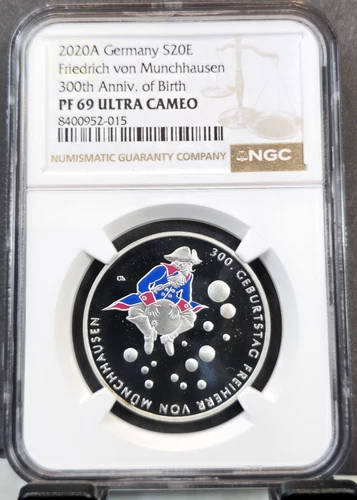 2020A Germany S20E
Friedrich von Munchhausen
300th Anniv. of Birth
PF 69 ULTRA CAMEO
8400952-015
NUMISMATIC GUARANTY COMPANY
NGC
300. GEBURTSTAG FREIHERR VON MÜNCHHAUSEN